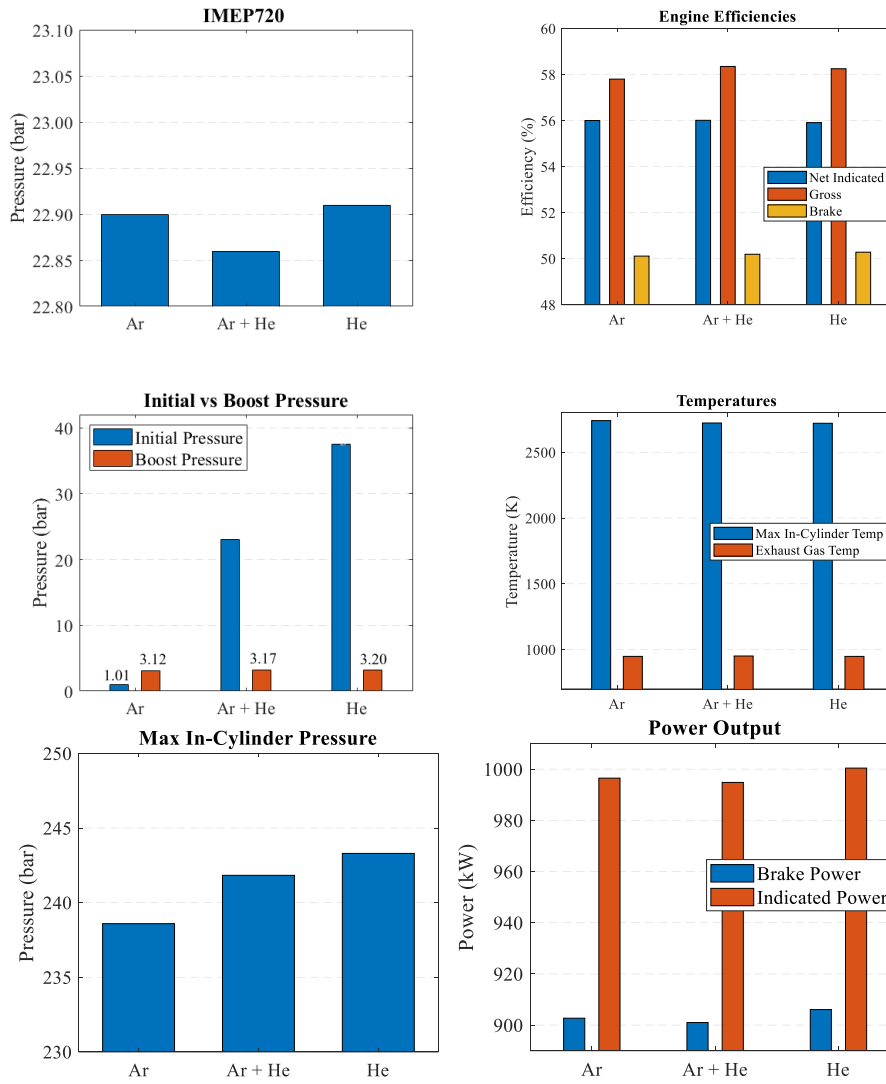 IMEP720
23.10
23.05
23.00
22.95
22.90
22.85
22.80
Pressure (bar)
Ar
Ar + He
He
Engine Efficiencies
60
58
56
54
52
50
48
Efficiency (%)
Net Indicated
Gross
Brake
Ar
Ar + He
He
Initial vs Boost Pressure
40
30
20
10
0
Pressure (bar)
Initial Pressure
Boost Pressure
1.01
3.12
3.17
3.20
Ar
Ar + He
He
Temperatures
2500
2000
1500
1000
Temperature (K)
Max In-Cylinder Temp
Exhaust Gas Temp
Ar
Ar + He
He
Max In-Cylinder Pressure
250
245
240
235
230
Pressure (bar)
Ar
Ar + He
He
Power Output
1000
980
960
940
920
900
Power (kW)
Brake Power
Indicated Power
Ar
Ar + He
He